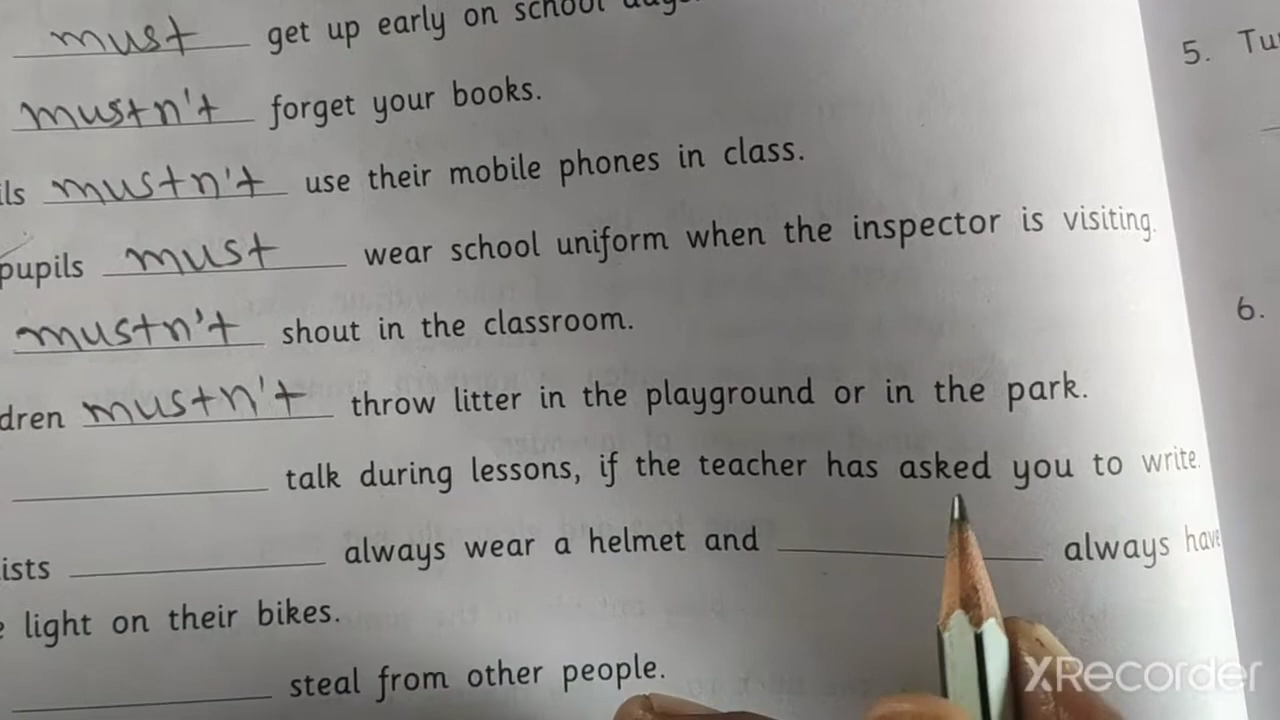 must get up early on school days.
mustn't forget your books.
ils mustn't use their mobile phones in class.
pupils must wear school uniform when the inspector is visiting.
mustn't shout in the classroom.
dren mustn't throw litter in the playground or in the park.
talk during lessons, if the teacher has asked you to write.
ists always wear a helmet and always have
e light on their bikes.
steal from other people.
5. Tu
6.
XRecorder